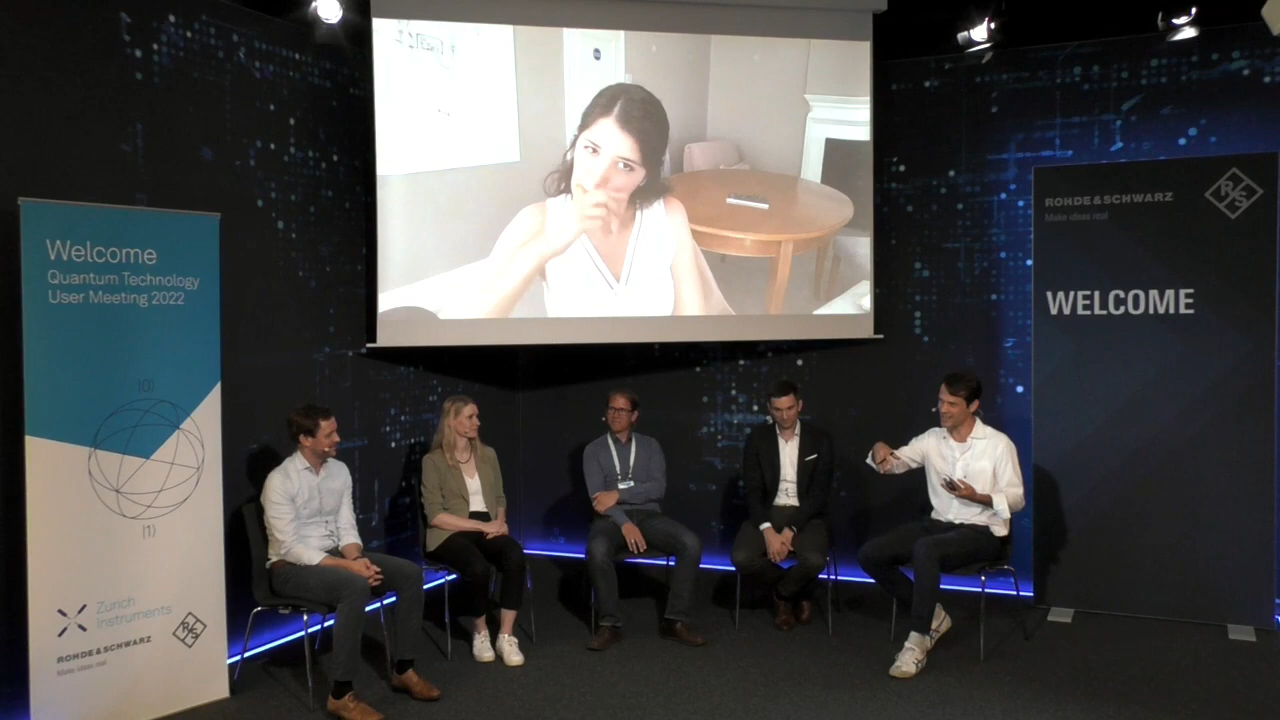 Welcome
Quantum Technology
User Meeting 2022
|0⟩
|1⟩
Zurich
Instruments
ROHDE&SCHWARZ
Make ideas real
R&S
ROHDE&SCHWARZ
Make ideas real
R&S
WELCOME